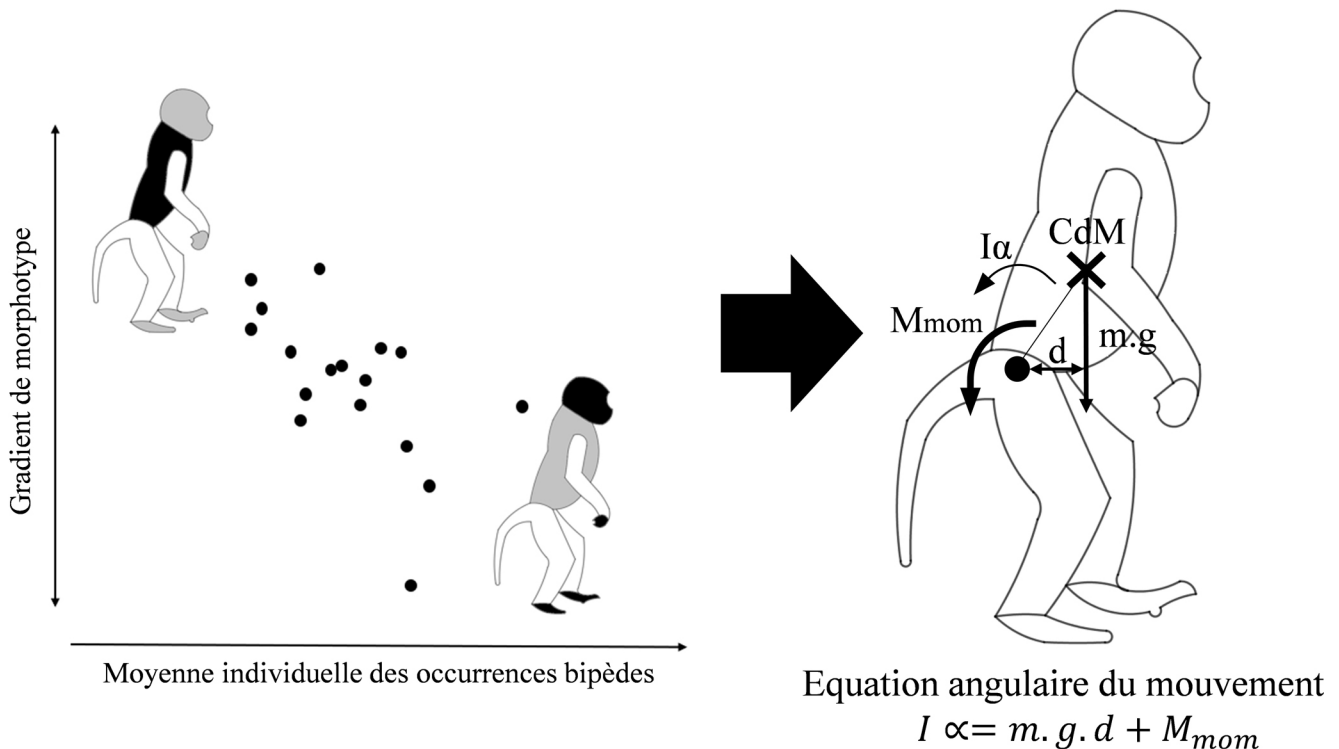 Gradient de morphotype
Moyenne individuelle des occurrences bipèdes
CdM
Iα
Mmom
m.g
d
Equation angulaire du mouvement
I ∝= m.g.d + Mmom